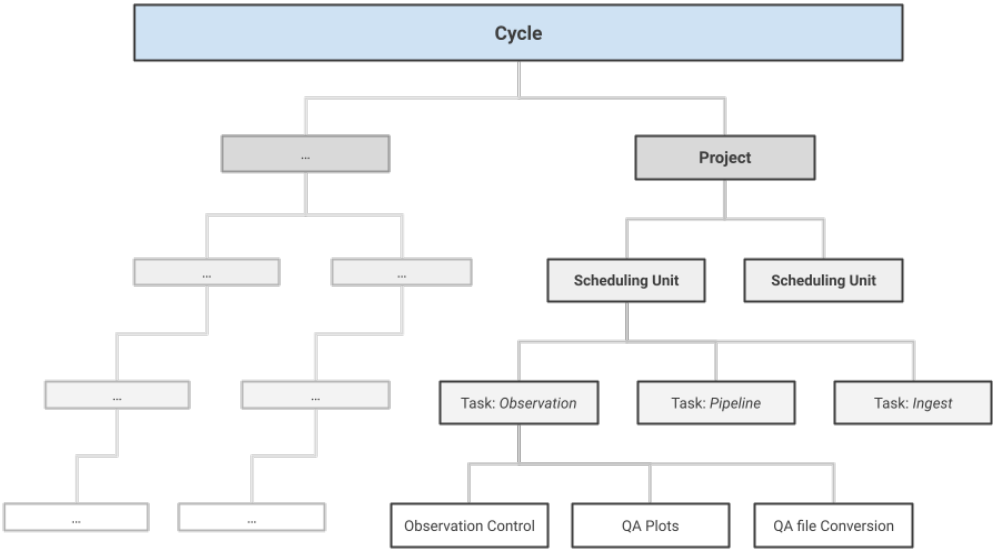 Cycle
...
Project
...
...
Scheduling Unit
Scheduling Unit
...
...
Task: Observation
Task: Pipeline
Task: Ingest
...
...
Observation Control
QA Plots
QA file Conversion